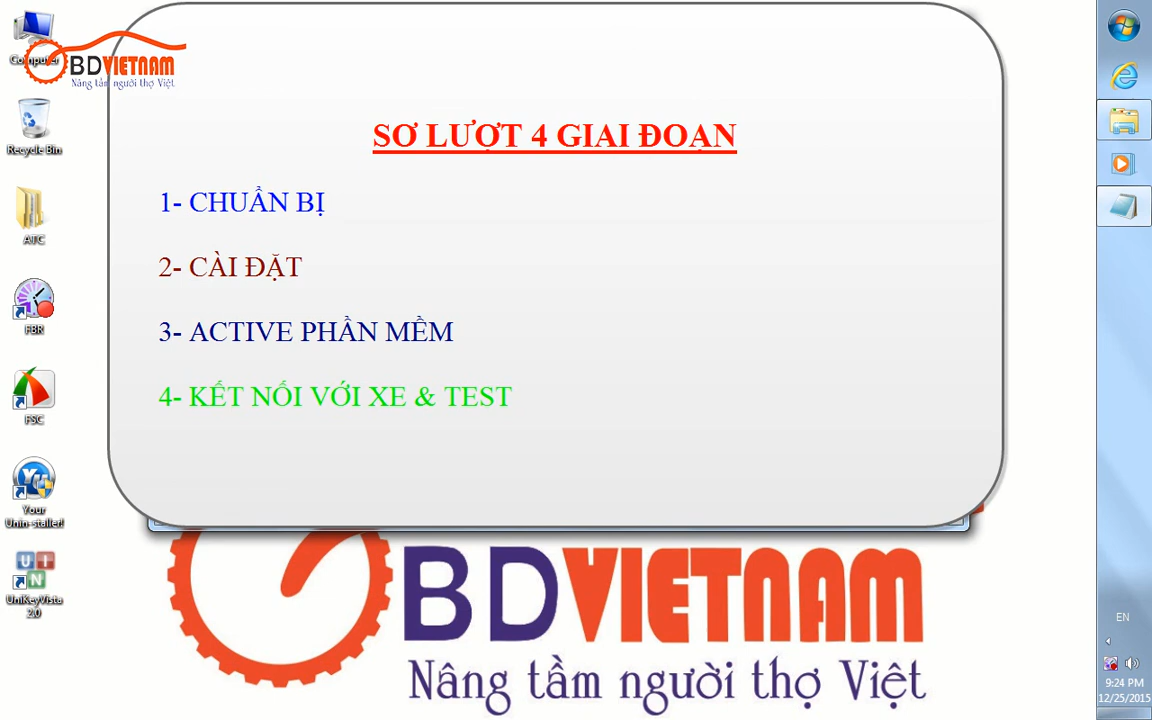 Computer
BDVIETNAM
Nâng tầm người thợ Việt
Recycle Bin
ATC
FBR
FSC
Your
Unin-staller!
UniKeyVista
2.0
SƠ LƯỢT 4 GIAI ĐOẠN
1- CHUẨN BỊ
2- CÀI ĐẶT
3- ACTIVE PHẦN MỀM
4- KẾT NỐI VỚI XE & TEST
BDVIETNAM
Nâng tầm người thợ Việt
EN
9:24 PM
12/25/2015